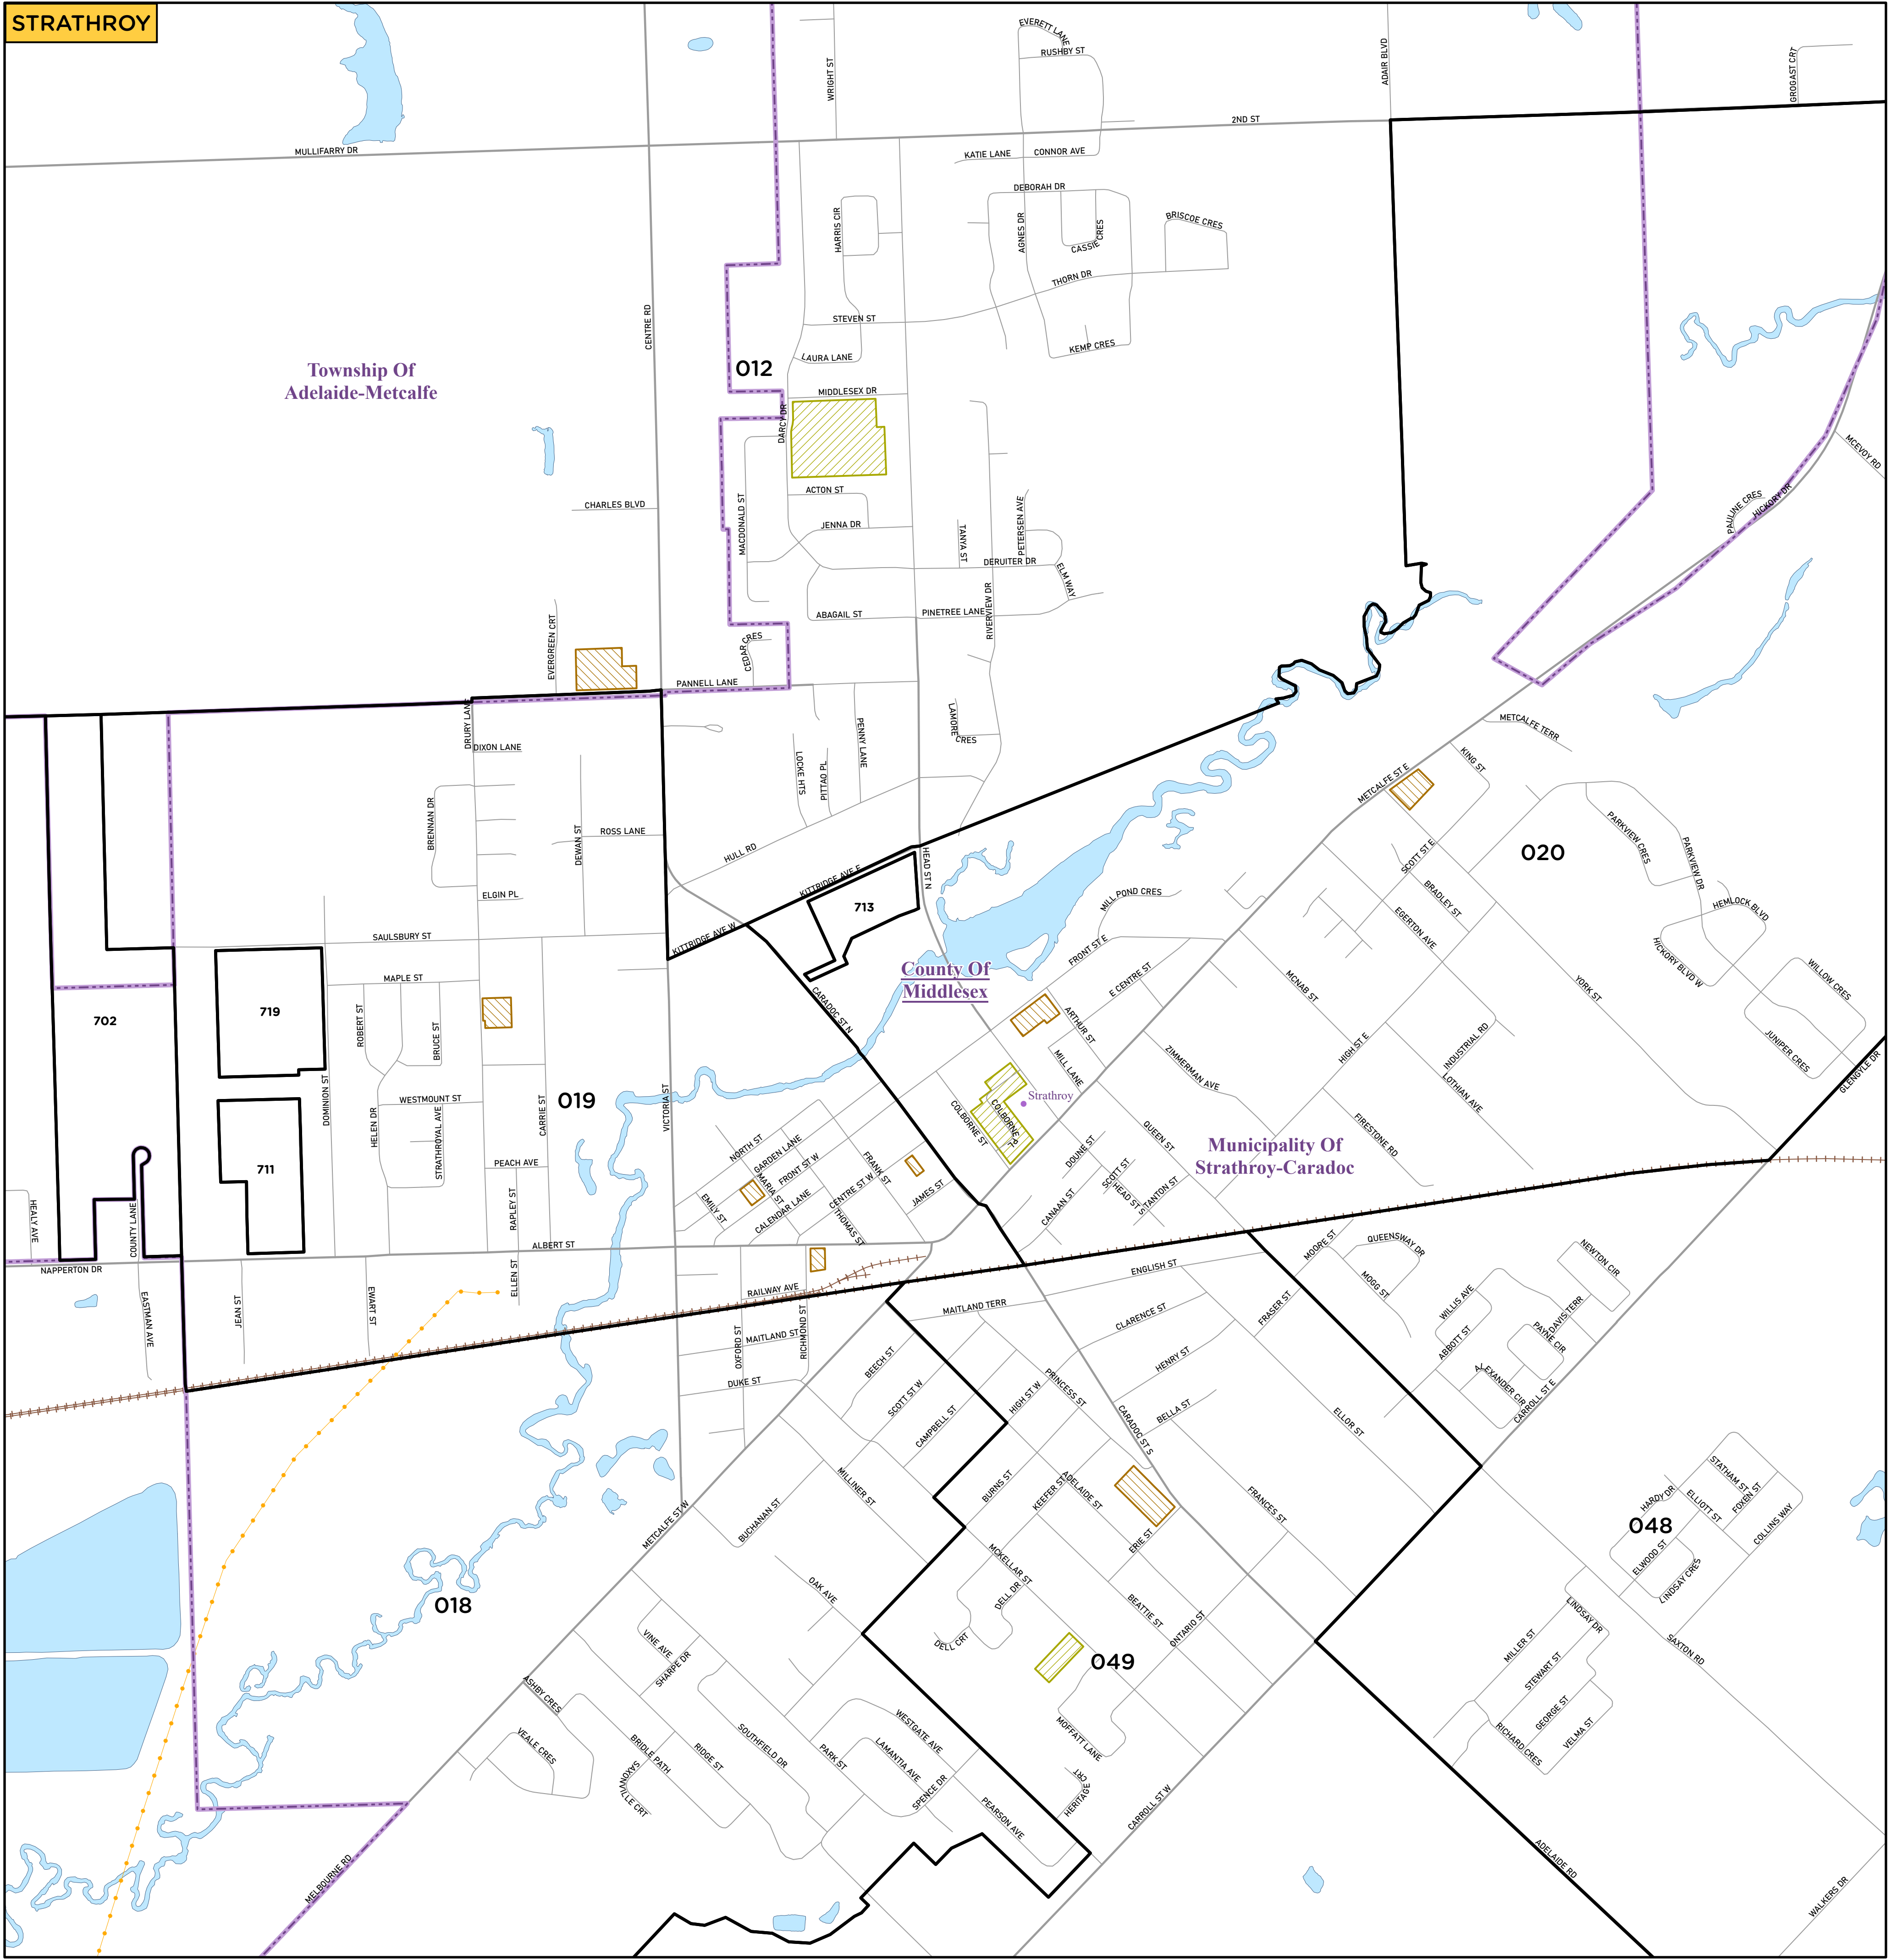 STRATHROY
EVERETT LANE
RUSHBY ST
WRIGHT ST
ADAIR BLVD
GROGAST CRT
2ND ST
MULLIFARRY DR
KATIE LANE
CONNOR AVE
DEBORAH DR
HARRIS CIR
AGNES DR
CASSIE CRES
BRISCOE CRES
THORN DR
CENTRE RD
STEVEN ST
LAURA LANE
KEMP CRES
012
Township Of
Adelaide-Metcalfe
MIDDLESEX DR
DARCY DR
MCEVOY RD
ACTON ST
CHARLES BLVD
MACDONALD ST
JENNA DR
TANYA ST
PETERSEN AVE
PAULINE CRES
HICKORY DR
DERUITER DR
ELM WAY
ABAGAIL ST
PINETREE LANE
RIVERVIEW DR
EVERGREEN CRT
CEDAR CRES
PANNELL LANE
DRURY LANE
DIXON LANE
LAMORE CRES
PENNY LANE
LOCKE HTS
PITTAO PL
METCALFE TERR
KING ST
METCALFE ST E
BRENNAN DR
DEWAN ST
ROSS LANE
HULL RD
HEAD ST N
KITTRIDGE AVE E
SCOTT ST E
020
PARKVIEW CRES
PARKVIEW DR
ELGIN PL
713
MILL POND CRES
BRADLEY ST
EGERTON AVE
HEMLOCK BLVD
SAULSBURY ST
KITTRIDGE AVE W
FRONT ST E
HICKORY BLVD W
MAPLE ST
County Of
Middlesex
E CENTRE ST
MCNAB ST
YORK ST
WILLOW CRES
702
719
ROBERT ST
BRUCE ST
CARADOC ST N
ARTHUR ST
HIGH ST E
INDUSTRIAL RD
JUNIPER CRES
MILL LANE
ZIMMERMAN AVE
GLENGYLE DR
DOMINION ST
WESTMOUNT ST
019
VICTORIA ST
CARRIE ST
Strathroy
COLBORNE ST
COLBORNE PL
LOTHIAN AVE
HELEN DR
STRATHROYAL AVE
FIRESTONE RD
QUEEN ST
Municipality Of
Strathroy-Caradoc
711
PEACH AVE
NORTH ST
GARDEN LANE
FRONT ST W
MARIA ST
FRANK ST
DOUNE ST
SCOTT ST
HEALY AVE
COUNTY LANE
RAPLEY ST
EMILY ST
CALENDAR LANE
CENTRE ST W
JAMES ST
THOMAS ST
CANAAN ST
HEAD ST S
STANTON ST
ALBERT ST
NAPPERTON DR
ELLEN ST
ENGLISH ST
MOORE ST
QUEENSWAY DR
NEWTON CIR
EASTMAN AVE
JEAN ST
EWART ST
RAILWAY AVE
MAITLAND TERR
MOGG ST
WILLIS AVE
MAITLAND ST
OXFORD ST
RICHMOND ST
CLARENCE ST
FRASER ST
DAVIS TERR
ABBOTT ST
PAYNE CIR
BEECH ST
HENRY ST
ALEXANDER CIR
DUKE ST
SCOTT ST W
HIGH ST W
PRINCESS ST
CARROLL ST E
CAMPBELL ST
BELLA ST
CARADOC ST S
ELLOR ST
MILLINER ST
BURNS ST
KEEFER ST
ADELAIDE ST
FRANCES ST
STATHAM ST
HARDY DR
ELLIOTT ST
FOXEN ST
COLLINS WAY
048
METCALFE ST W
BUCHANAN ST
ERIE ST
MCKELLAR ST
ELWOOD ST
LINDSAY CRES
018
OAK AVE
DELL DR
BEATTIE ST
ONTARIO ST
LINDSAY DR
DELL CRT
SAXTON RD
VINE AVE
SHARPE DR
049
MILLER ST
STEWART ST
ASHBY CRES
GEORGE ST
VEALE CRES
BRIDLE PATH
RIDGE ST
SOUTHFIELD DR
WESTGATE AVE
PARK ST
LAMANTIA AVE
MOFFATT LANE
RICHARD CRES
VELMA ST
SAXONVILLE CRT
SPENCE DR
PEARSON AVE
HERITAGE CRT
CARROLL ST W
MELBOURNE RD
ADELAIDE RD
WALKERS DR